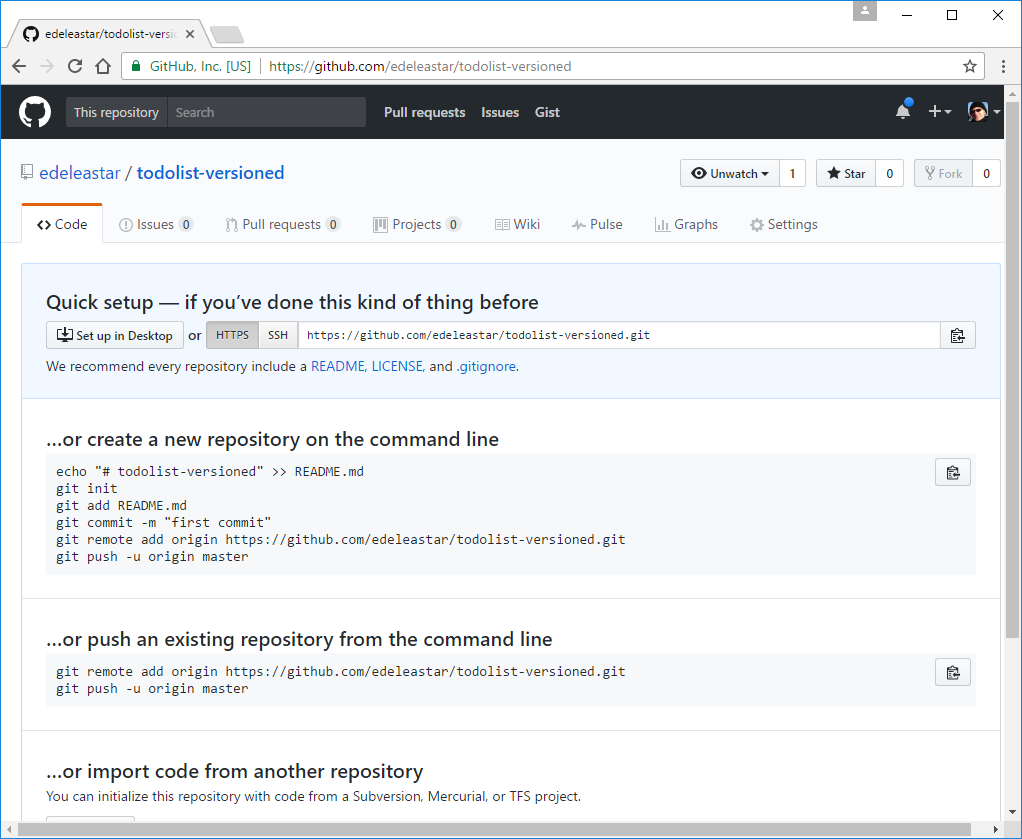 edeleastar/todolist-versi
GitHub, Inc. [US] https://github.com/edeleastar/todolist-versioned
This repository Search Pull requests Issues Gist
edeleastar / todolist-versioned Unwatch 1 Star 0 Fork 0
Code Issues 0 Pull requests 0 Projects 0 Wiki Pulse Graphs Settings
Quick setup — if you’ve done this kind of thing before
Set up in Desktop or HTTPS SSH https://github.com/edeleastar/todolist-versioned.git
We recommend every repository include a README, LICENSE, and .gitignore.
…or create a new repository on the command line
echo "# todolist-versioned" >> README.md
git init
git add README.md
git commit -m "first commit"
git remote add origin https://github.com/edeleastar/todolist-versioned.git
git push -u origin master
…or push an existing repository from the command line
git remote add origin https://github.com/edeleastar/todolist-versioned.git
git push -u origin master
…or import code from another repository
You can initialize this repository with code from a Subversion, Mercurial, or TFS project.